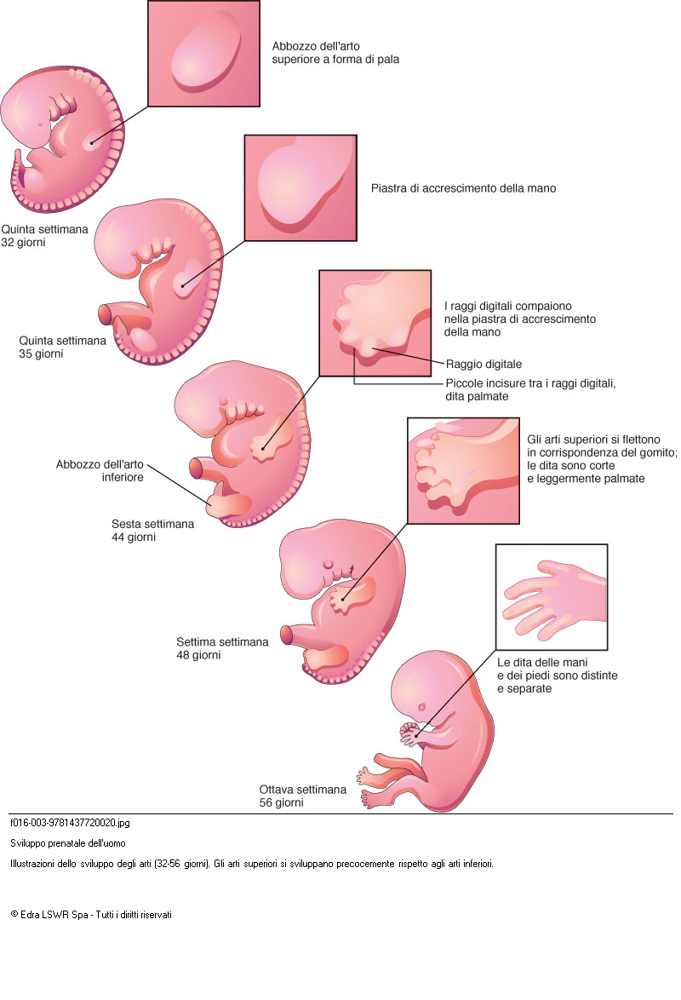 Abbozzo dell'arto
superiore a forma di pala
Quinta settimana
32 giorni
Piastra di accrescimento della mano
Quinta settimana
35 giorni
I raggi digitali compaiono
nella piastra di accrescimento
della mano
Raggio digitale
Piccole incisure tra i raggi digitali,
dita palmate
Abbozzo dell'arto
inferiore
Sesta settimana
44 giorni
Gli arti superiori si flettono
in corrispondenza del gomito;
le dita sono corte
e leggermente palmate
Settima settimana
48 giorni
Le dita delle mani
e dei piedi sono distinte
e separate
Ottava settimana
56 giorni
f016-003-9781437720020.jpg
Sviluppo prenatale dell'uomo
Illustrazioni dello sviluppo degli arti (32-56 giorni). Gli arti superiori si sviluppano precocemente rispetto agli arti inferiori.
© Edra LSWR Spa - Tutti i diritti riservati